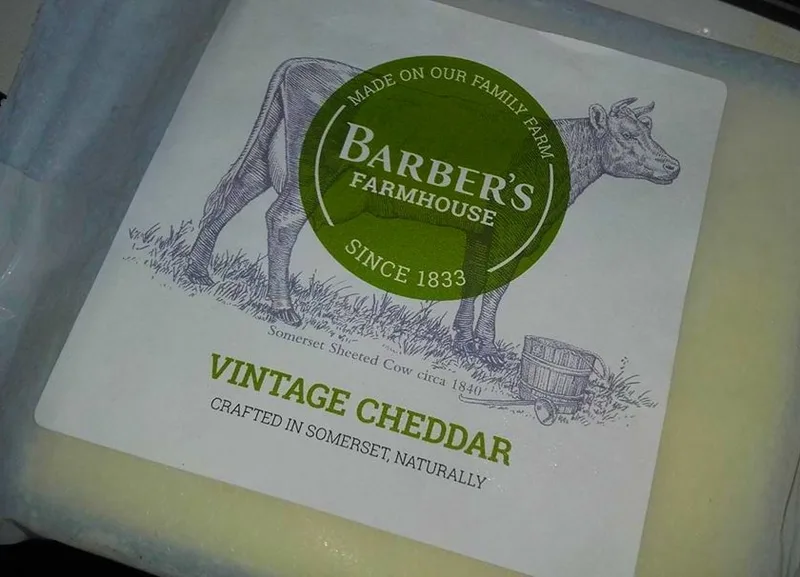 MADE ON OUR FAMILY FARM
BARBER'S
FARMHOUSE
SINCE 1833
Somerset Sheeted Cow circa 1840
VINTAGE CHEDDAR
CRAFTED IN SOMERSET, NATURALLY